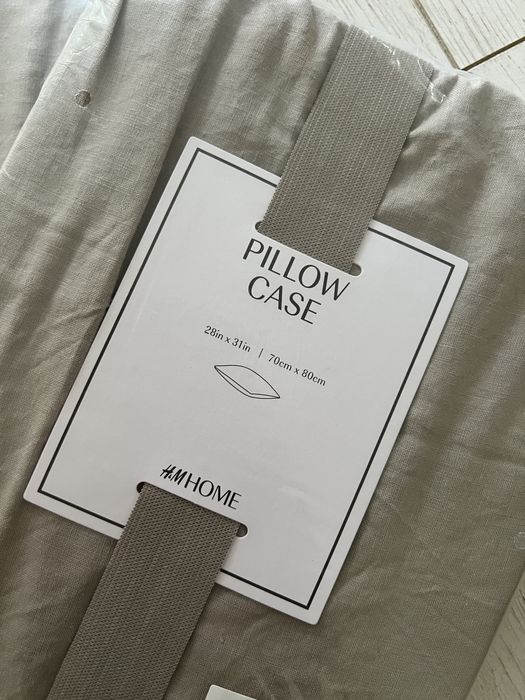 PILLOW
CASE
28in x 31in | 70cm x 80cm
H&M HOME